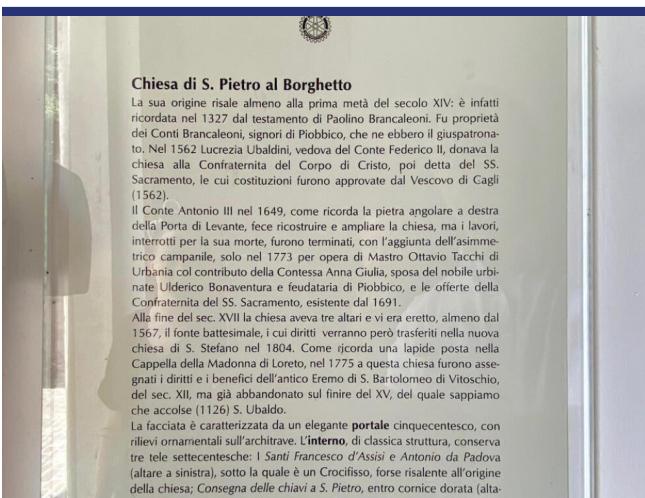 Chiesa di S. Pietro al Borghetto
La sua origine risale almeno alla prima metà del secolo XIV: è infatti
ricordata nel 1327 dal testamento di Paolino Brancaleoni. Fu proprietà
dei Conti Brancaleoni, signori di Piobbico, che ne ebbero il giuspatrona-
to. Nel 1562 Lucrezia Ubaldini, vedova del Conte Federico II, donava la
chiesa alla Confraternita del Corpo di Cristo, poi detta del SS.
Sacramento, le cui costituzioni furono approvate dal Vescovo di Cagli
(1562).
Il Conte Antonio III nel 1649, come ricorda la pietra angolare a destra
della Porta di Levante, fece ricostruire e ampliare la chiesa, ma i lavori,
interrotti per la sua morte, furono terminati, con l'aggiunta dell'asimme-
trico campanile, solo nel 1773 per opera di Mastro Ottavio Tacchi di
Urbania col contributo della Contessa Anna Giulia, sposa del nobile urbi-
nate Ulderico Bonaventura e feudataria di Piobbico, e le offerte della
Confraternita del SS. Sacramento, esistente dal 1691.
Alla fine del sec. XVII la chiesa aveva tre altari e vi era eretto, almeno dal
1567, il fonte battesimale, i cui diritti verranno però trasferiti nella nuova
chiesa di S. Stefano nel 1804. Come ricorda una lapide posta nella
Cappella della Madonna di Loreto, nel 1775 a questa chiesa furono asse-
gnati i diritti e i benefici dell'antico Eremo di S. Bartolomeo di Vitoschio,
del sec. XII, ma già abbandonato sul finire del XV, del quale sappiamo
che accolse (1126) S. Ubaldo.
La facciata è caratterizzata da un elegante portale cinquecentesco, con
rilievi ornamentali sull'architrave. L'interno, di classica struttura, conserva
tre tele settecentesche: I Santi Francesco d'Assisi e Antonio da Padova
(altare a sinistra), sotto la quale è un Crocifisso, forse risalente all'origine
della chiesa; Consegna delle chiavi a S. Pietro, entro cornice dorata (alta-